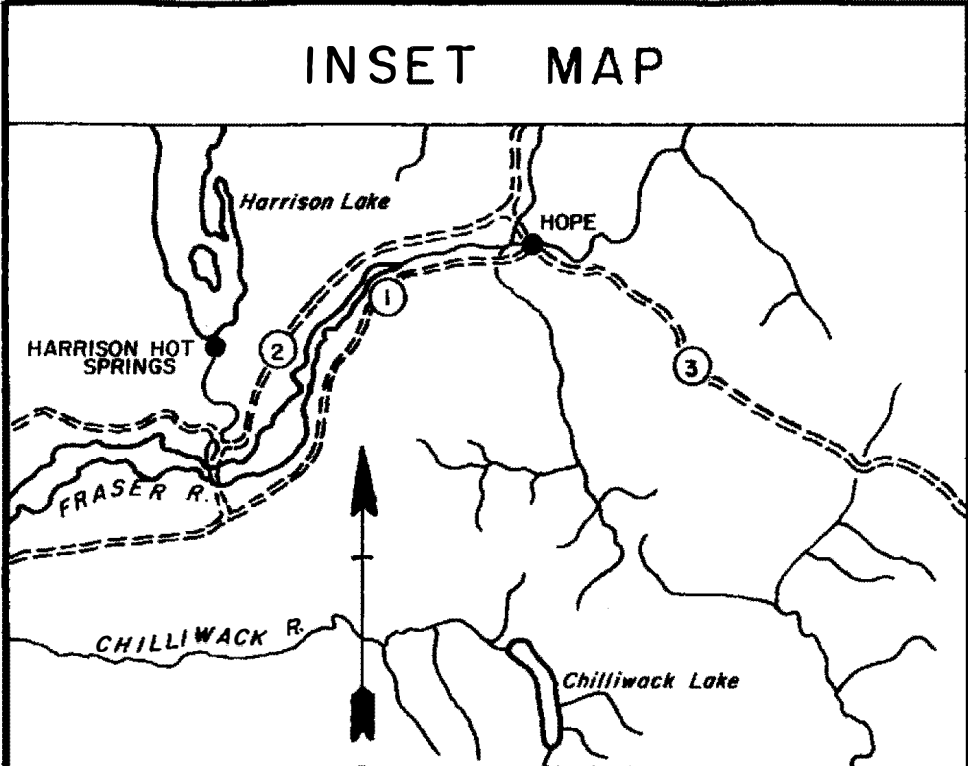 INSET MAP
Harrison Lake
HOPE
1
HARRISON HOT
SPRINGS
2
3
FRASER R.
CHILLIWACK R.
Chilliwack Lake